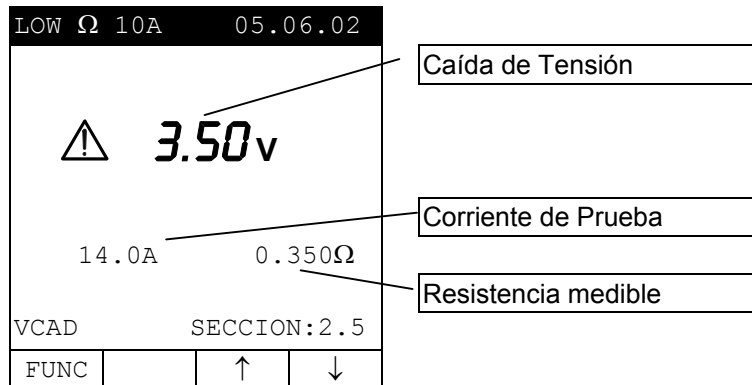 LOW Ω 10A 05.06.02
Caída de Tensión
3.50v
Corriente de Prueba
14.0A 0.350Ω
Resistencia medible
VCAD SECCION:2.5
FUNC ↑ ↓